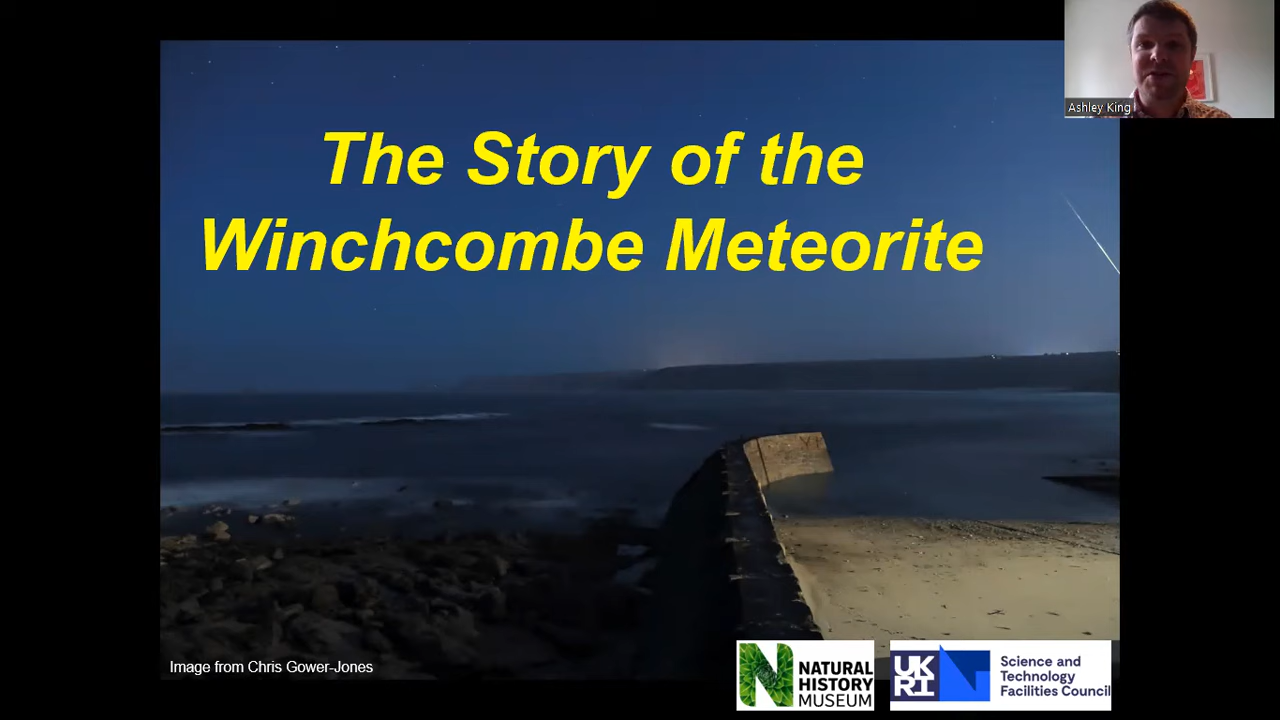 Ashley King
The Story of the
Winchcombe Meteorite
Image from Chris Gower-Jones
NATURAL
HISTORY
MUSEUM
UK
RI
Science and
Technology
Facilities Council